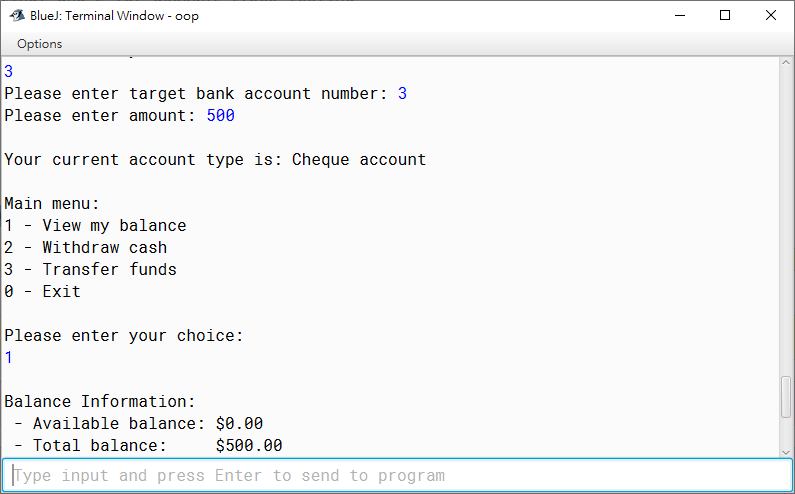 BlueJ: Terminal Window - oop
Options
3
Please enter target bank account number: 3
Please enter amount: 500
Your current account type is: Cheque account
Main menu:
1 - View my balance
2 - Withdraw cash
3 - Transfer funds
0 - Exit
Please enter your choice:
1
Balance Information:
- Available balance: $0.00
- Total balance: $500.00
Type input and press Enter to send to program